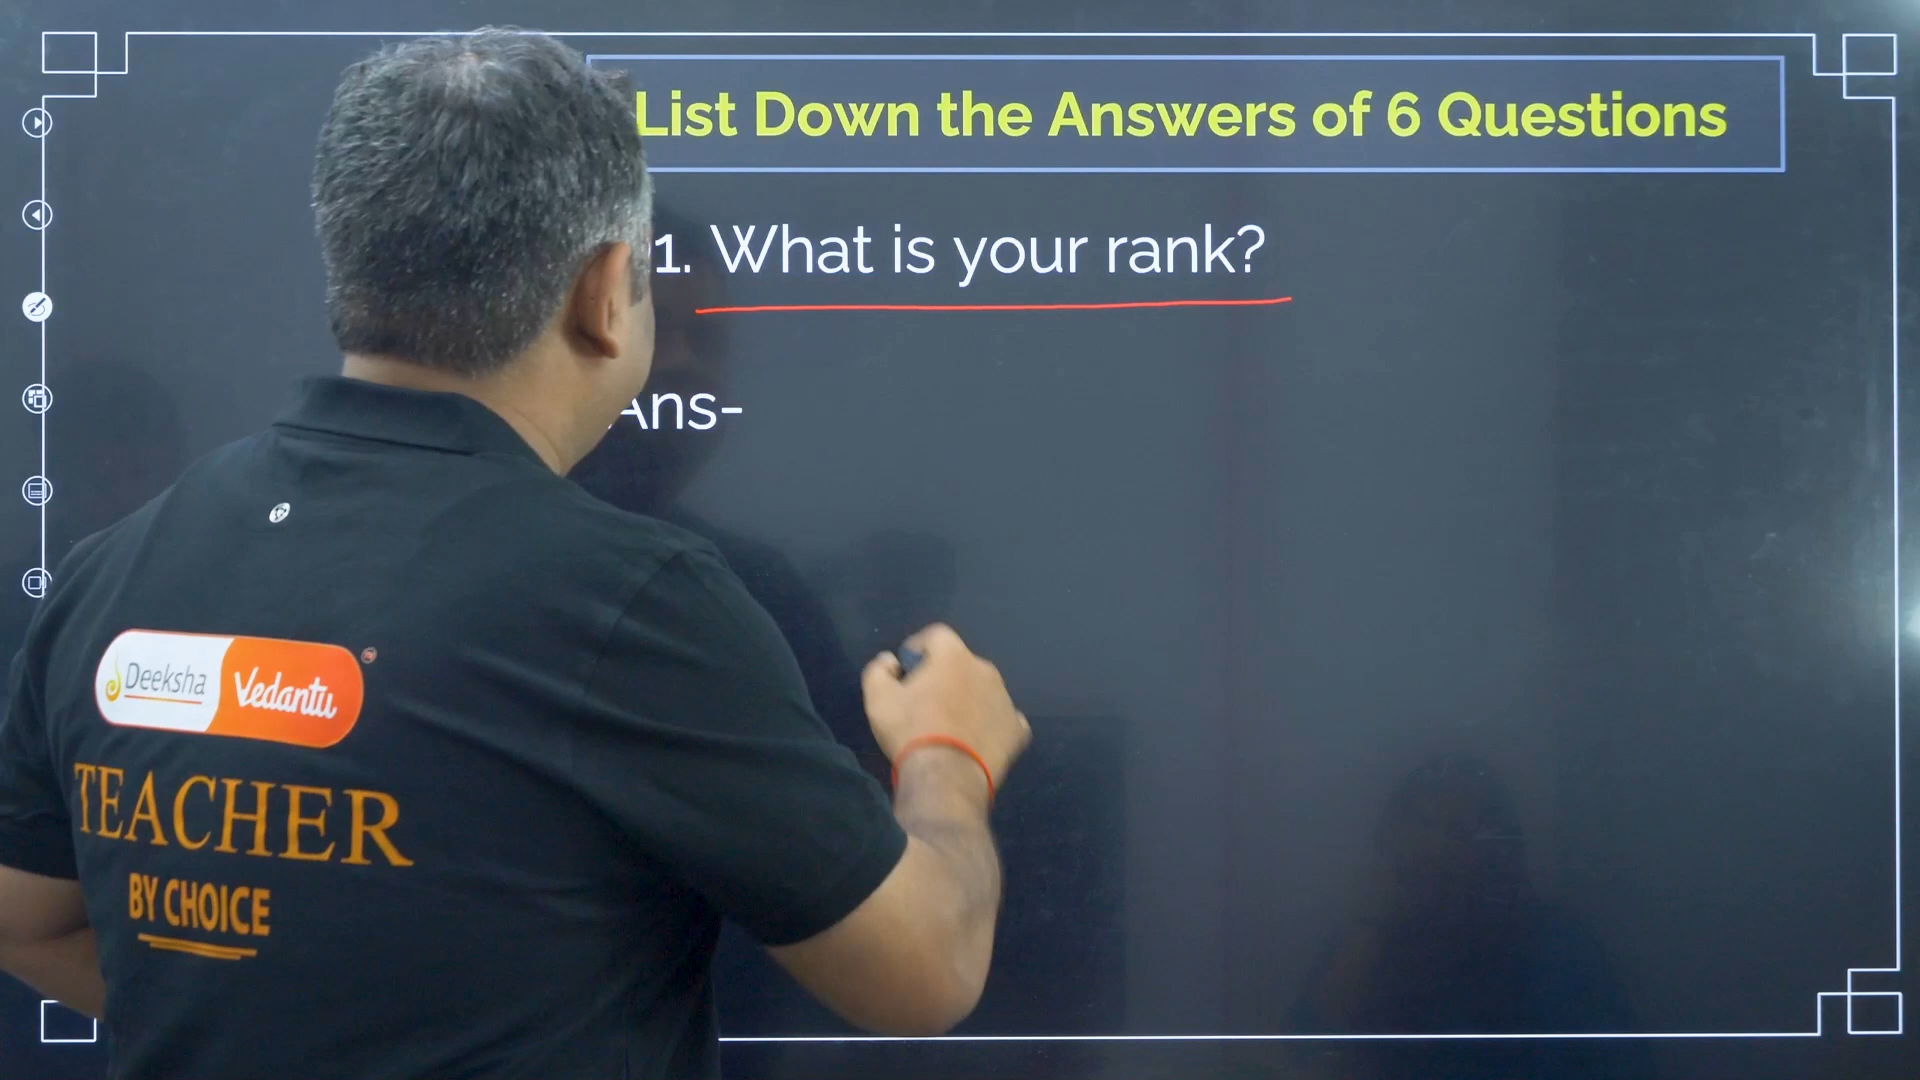 List Down the Answers of 6 Questions
1. What is your rank?
Ans-
Deeksha Vedantu
TEACHER
BY CHOICE